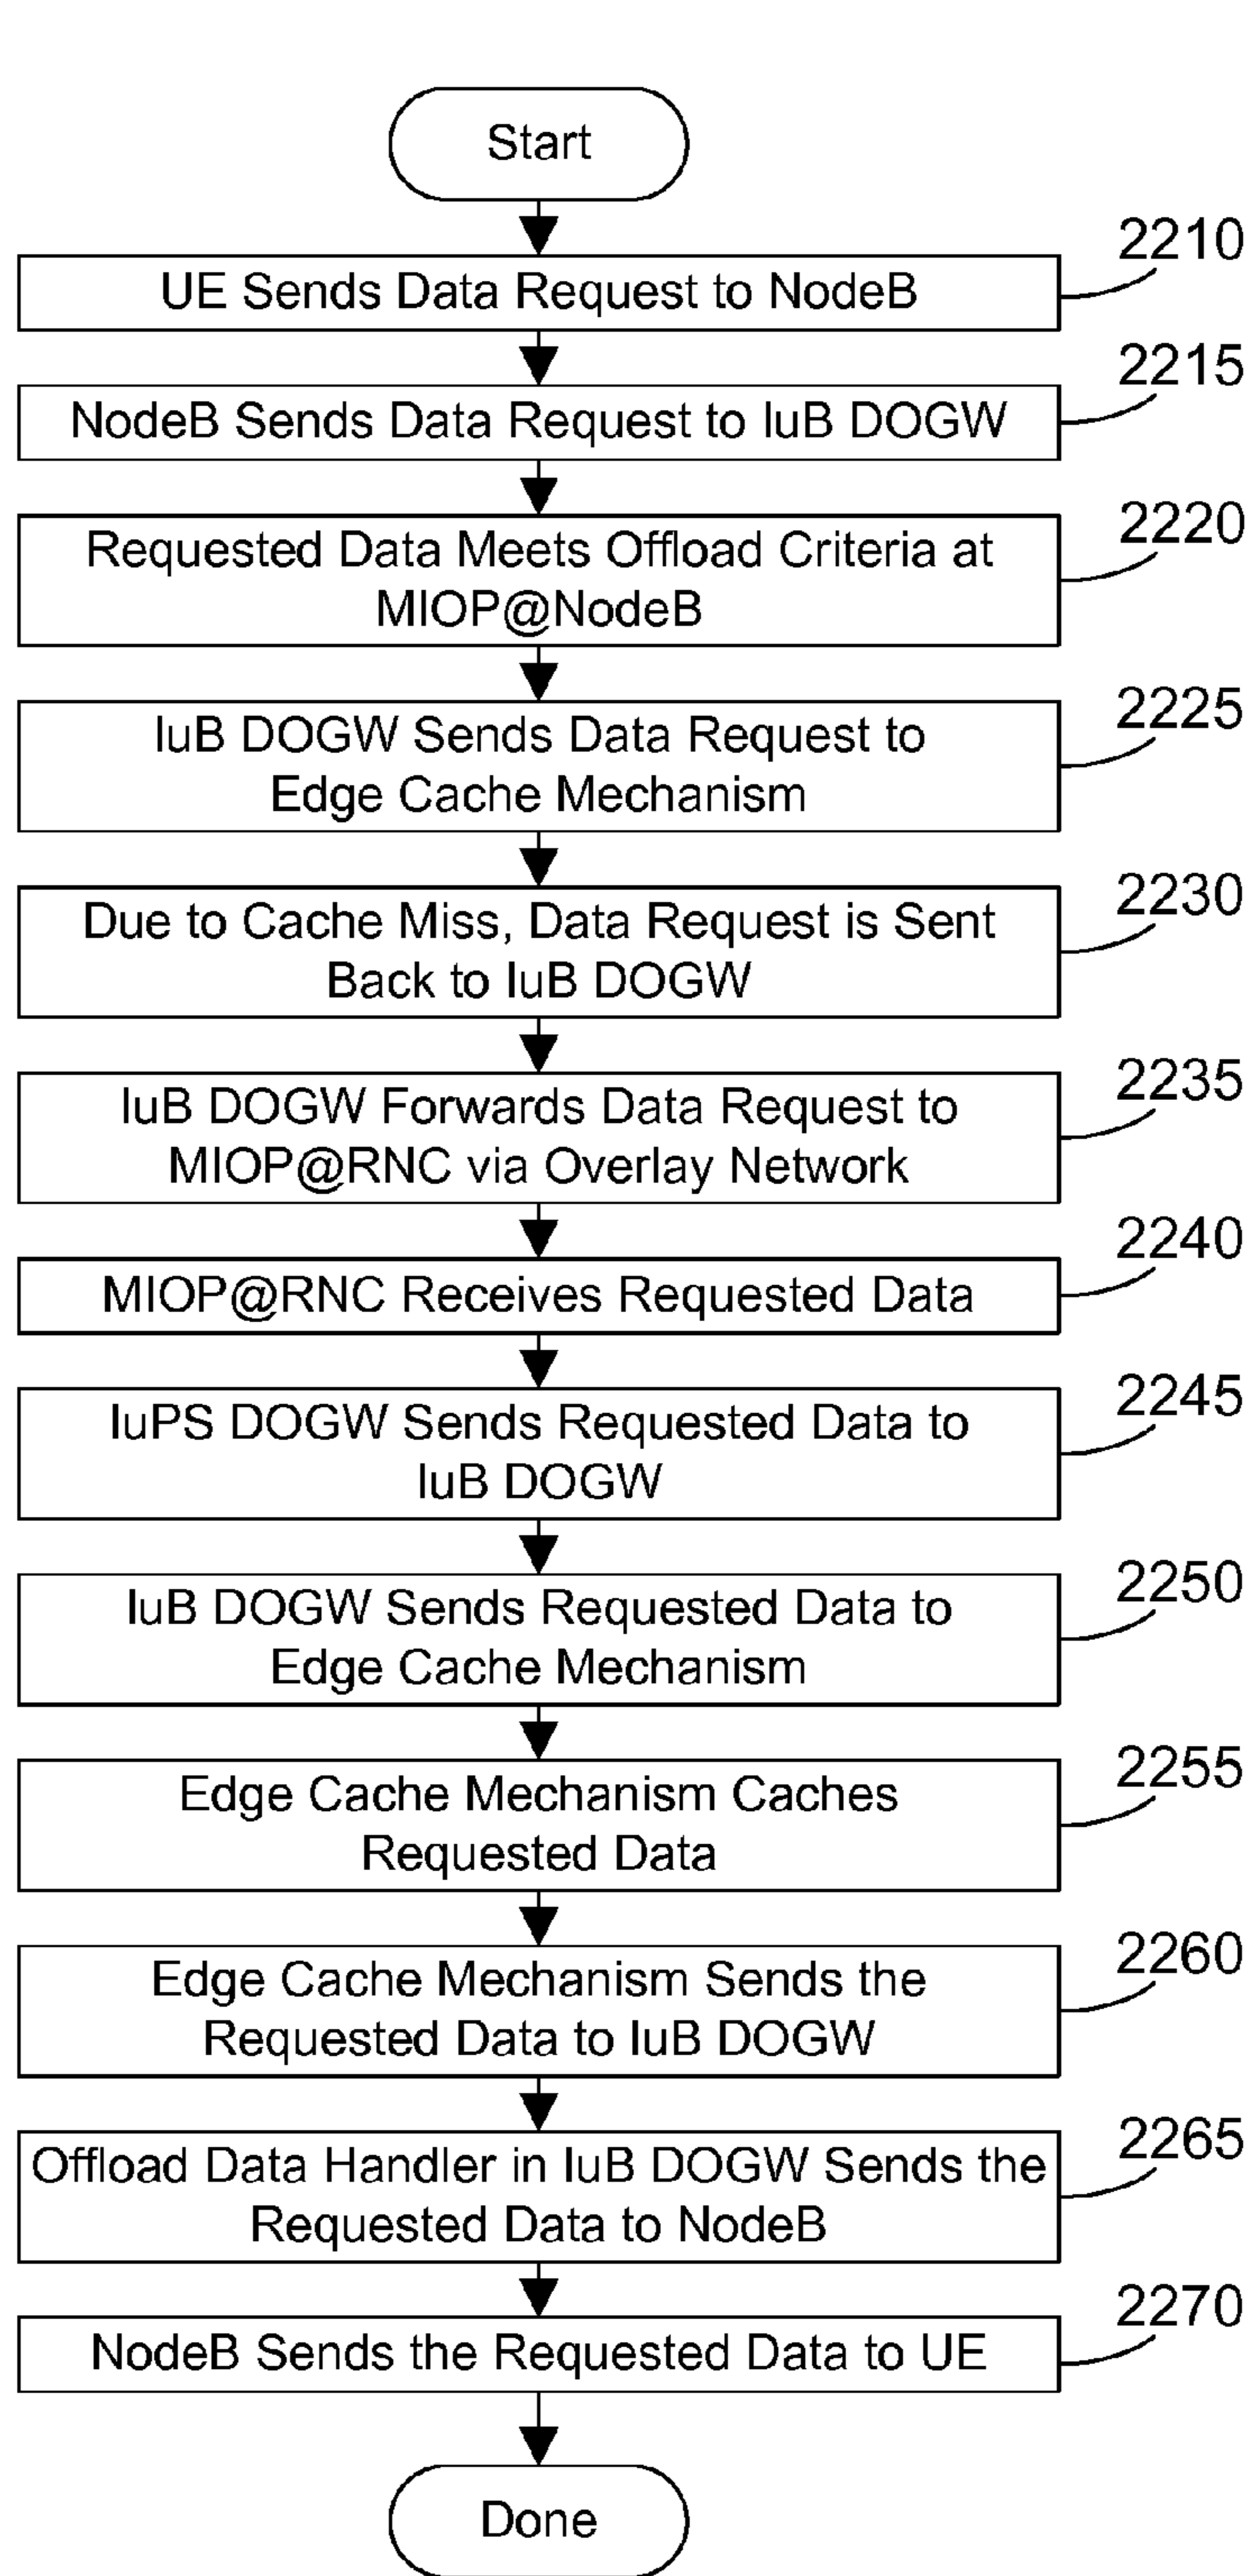 Start
2210
UE Sends Data Request to NodeB
2215
NodeB Sends Data Request to IuB DOGW
2220
Requested Data Meets Offload Criteria at
MIOP@NodeB
2225
IuB DOGW Sends Data Request to
Edge Cache Mechanism
2230
Due to Cache Miss, Data Request is Sent
Back to IuB DOGW
2235
IuB DOGW Forwards Data Request to
MIOP@RNC via Overlay Network
2240
MIOP@RNC Receives Requested Data
2245
IuPS DOGW Sends Requested Data to
IuB DOGW
2250
IuB DOGW Sends Requested Data to
Edge Cache Mechanism
2255
Edge Cache Mechanism Caches
Requested Data
2260
Edge Cache Mechanism Sends the
Requested Data to IuB DOGW
2265
Offload Data Handler in IuB DOGW Sends the
Requested Data to NodeB
2270
NodeB Sends the Requested Data to UE
Done